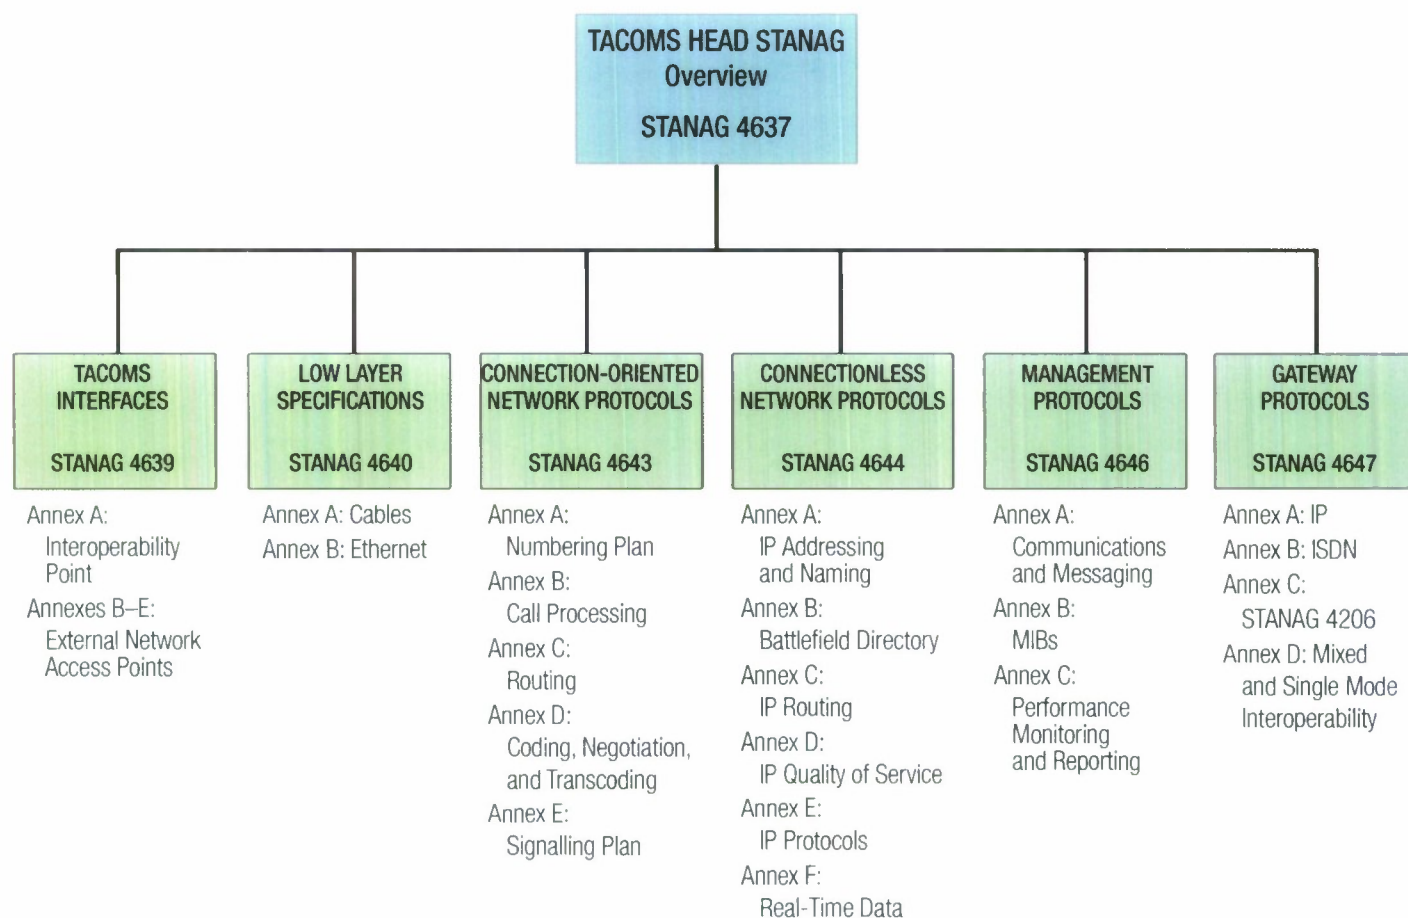 TACOMS HEAD STANAG
Overview
STANAG 4637
TACOMS
INTERFACES
STANAG 4639
Annex A:
Interoperability
Point
Annexes B–E:
External Network
Access Points
LOW LAYER
SPECIFICATIONS
STANAG 4640
Annex A: Cables
Annex B: Ethernet
CONNECTION-ORIENTED
NETWORK PROTOCOLS
STANAG 4643
Annex A:
Numbering Plan
Annex B:
Call Processing
Annex C:
Routing
Annex D:
Coding, Negotiation,
and Transcoding
Annex E:
Signalling Plan
CONNECTIONLESS
NETWORK PROTOCOLS
STANAG 4644
Annex A:
IP Addressing
and Naming
Annex B:
Battlefield Directory
Annex C:
IP Routing
Annex D:
IP Quality of Service
Annex E:
IP Protocols
Annex F:
Real-Time Data
MANAGEMENT
PROTOCOLS
STANAG 4646
Annex A:
Communications
and Messaging
Annex B:
MIBs
Annex C:
Performance
Monitoring
and Reporting
GATEWAY
PROTOCOLS
STANAG 4647
Annex A: IP
Annex B: ISDN
Annex C:
STANAG 4206
Annex D: Mixed
and Single Mode
Interoperability